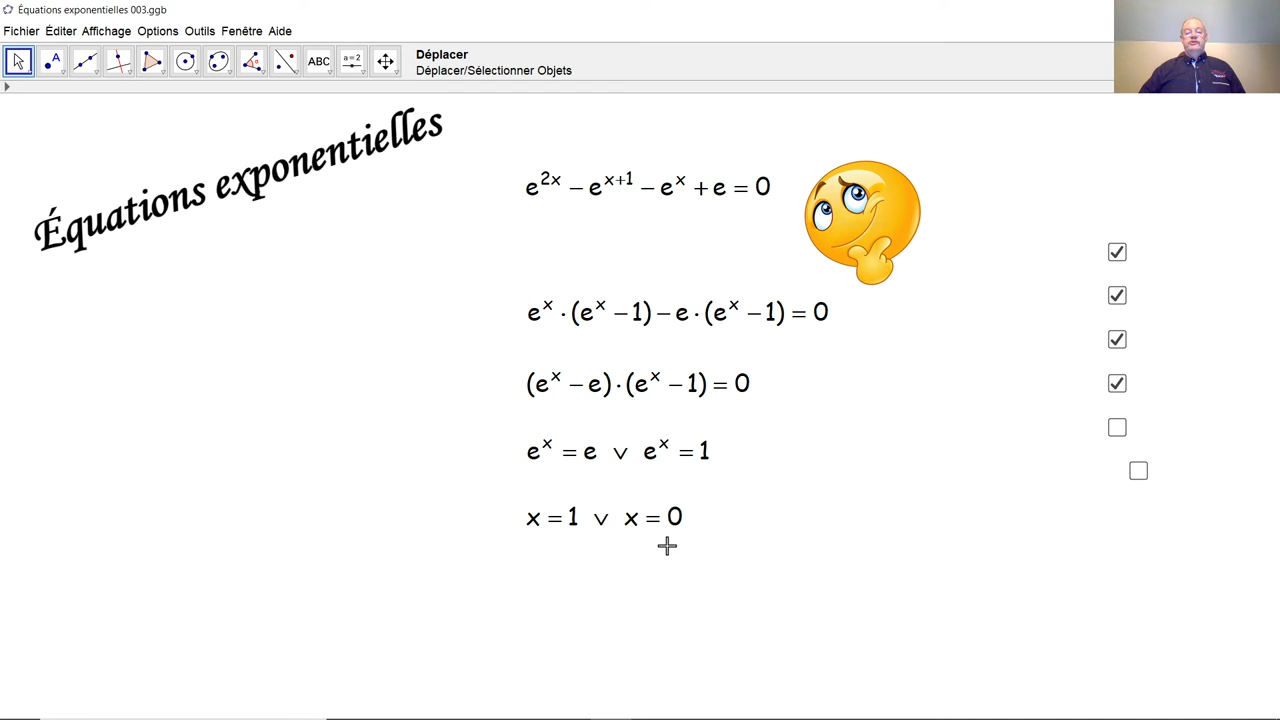 Équations exponentielles 003.ggb
Fichier Éditer Affichage Options Outils Fenêtre Aide
A
ABC
a=2
Déplacer
Déplacer/Sélectionner Objets
Équations exponentielles
e^{2x} − e^{x+1} − e^x + e = 0
e^x · (e^x − 1) − e · (e^x − 1) = 0
(e^x − e) · (e^x − 1) = 0
e^x = e ∨ e^x = 1
x = 1 ∨ x = 0